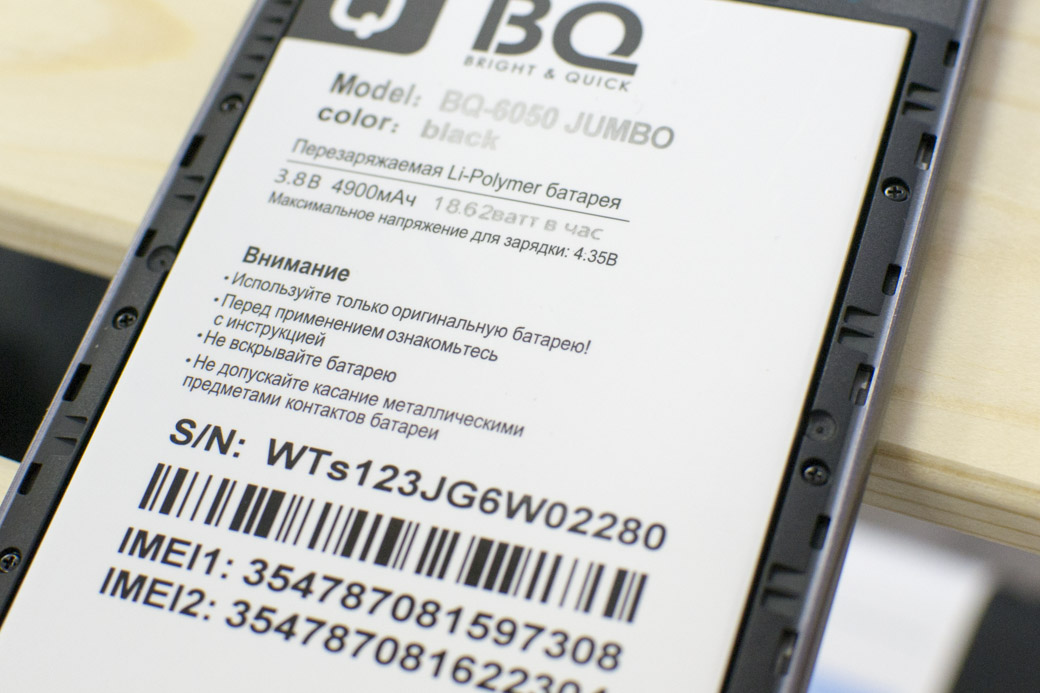 Q
BQ
BRIGHT & QUICK
Model: BQ-6050 JUMBO
color: black
Перезаряжаемая Li-Polymer батарея
3.8В 4900мАч 18.62ватт в час
Максимальное напряжение для зарядки: 4.35В
Внимание
• Используйте только оригинальную батарею!
• Перед применением ознакомьтесь
с инструкцией
• Не вскрывайте батарею
• Не допускайте касание металлическими
предметами контактов батареи
S/N: WTs123JG6W02280
IMEI1: 354787081597308
IMEI2: 354787081622304